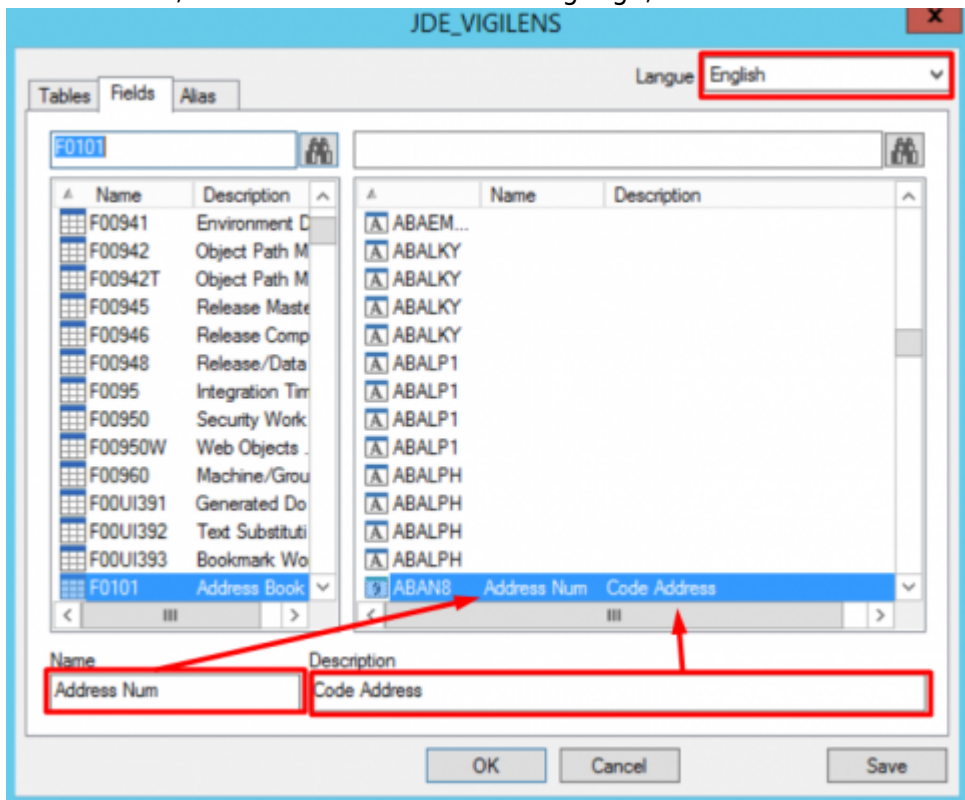 JDE_VIGILENS
X
Langue English
Tables Fields Alias
F0101
Name Description
F00941 Environment D
F00942 Object Path M
F00942T Object Path M
F00945 Release Maste
F00946 Release Comp
F00948 Release/Data
F0095 Integration Tim
F00950 Security Work
F00950W Web Objects .
F00960 Machine/Grou
F00UI391 Generated Do
F00UI392 Text Substituti
F00UI393 Bookmark Wo
F0101 Address Book
Name Description
ABAEM...
ABALKY
ABALKY
ABALKY
ABALKY
ABALP1
ABALP1
ABALP1
ABALP1
ABALPH
ABALPH
ABALPH
ABALPH
ABAN8 Address Num Code Address
Name Description
Address Num Code Address
OK Cancel Save